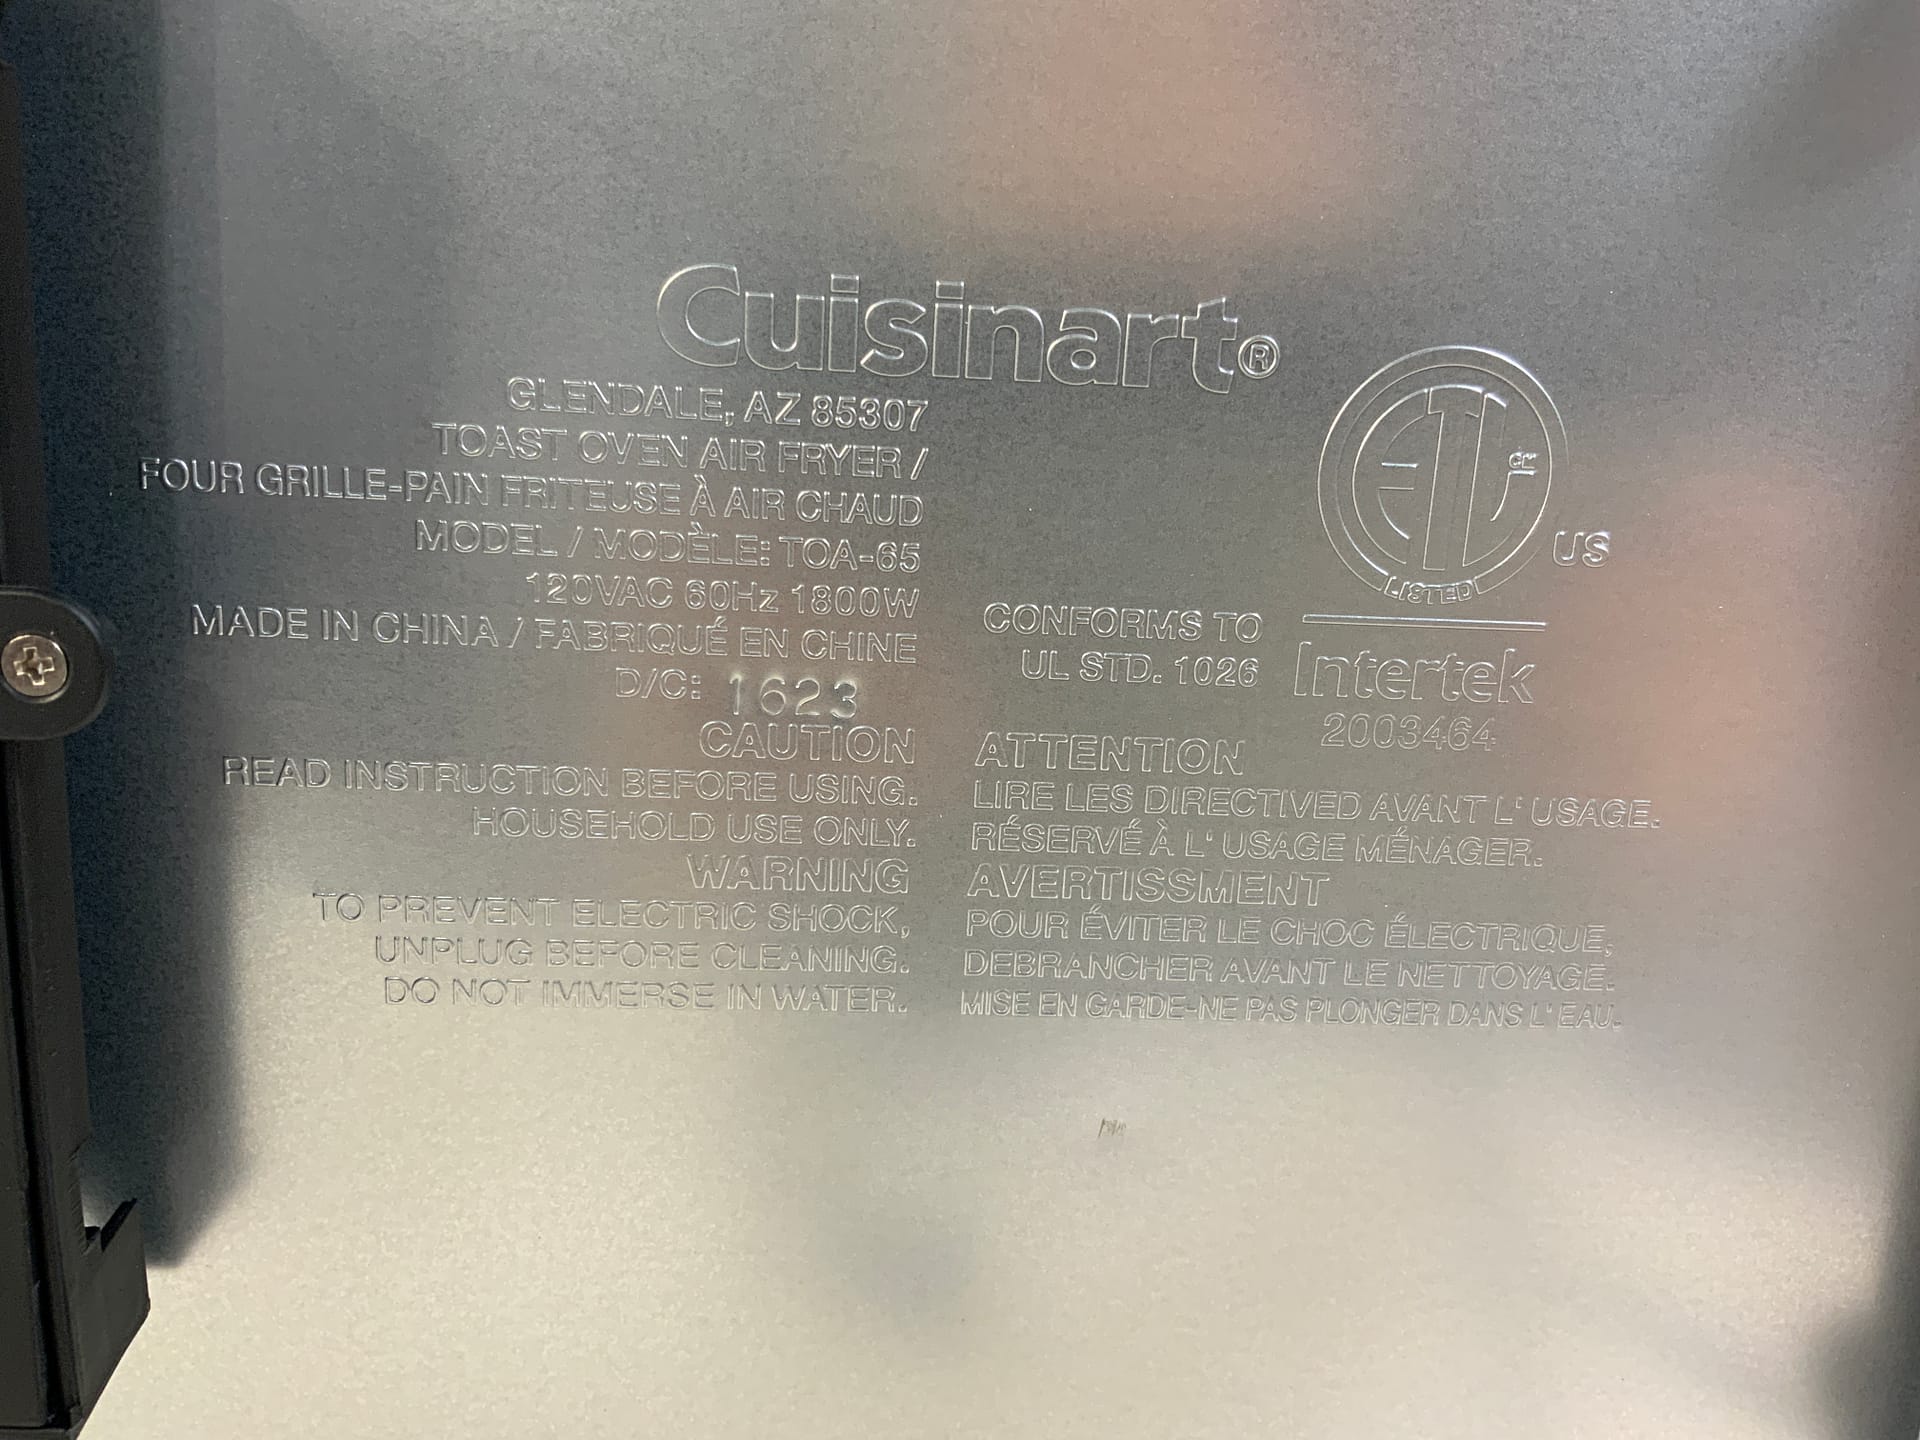 Cuisinart®
GLENDALE, AZ 85307
TOAST OVEN AIR FRYER /
FOUR GRILLE-PAIN FRITEUSE À AIR CHAUD
MODEL / MODÈLE: TOA-65
120VAC 60Hz 1800W
MADE IN CHINA / FABRIQUÉ EN CHINE
D/C: 1623
CAUTION
READ INSTRUCTION BEFORE USING.
HOUSEHOLD USE ONLY.
WARNING
TO PREVENT ELECTRIC SHOCK,
UNPLUG BEFORE CLEANING.
DO NOT IMMERSE IN WATER.
ETL
CM
LISTED
US
CONFORMS TO
UL STD. 1026
Intertek
2003464
ATTENTION
LIRE LES DIRECTIVED AVANT L' USAGE.
RÉSERVÉ À L' USAGE MÉNAGER.
AVERTISSMENT
POUR ÉVITER LE CHOC ÉLECTRIQUE,
DEBRANCHER AVANT LE NETTOYAGE.
MISE EN GARDE-NE PAS PLONGER DANS L' EAU.